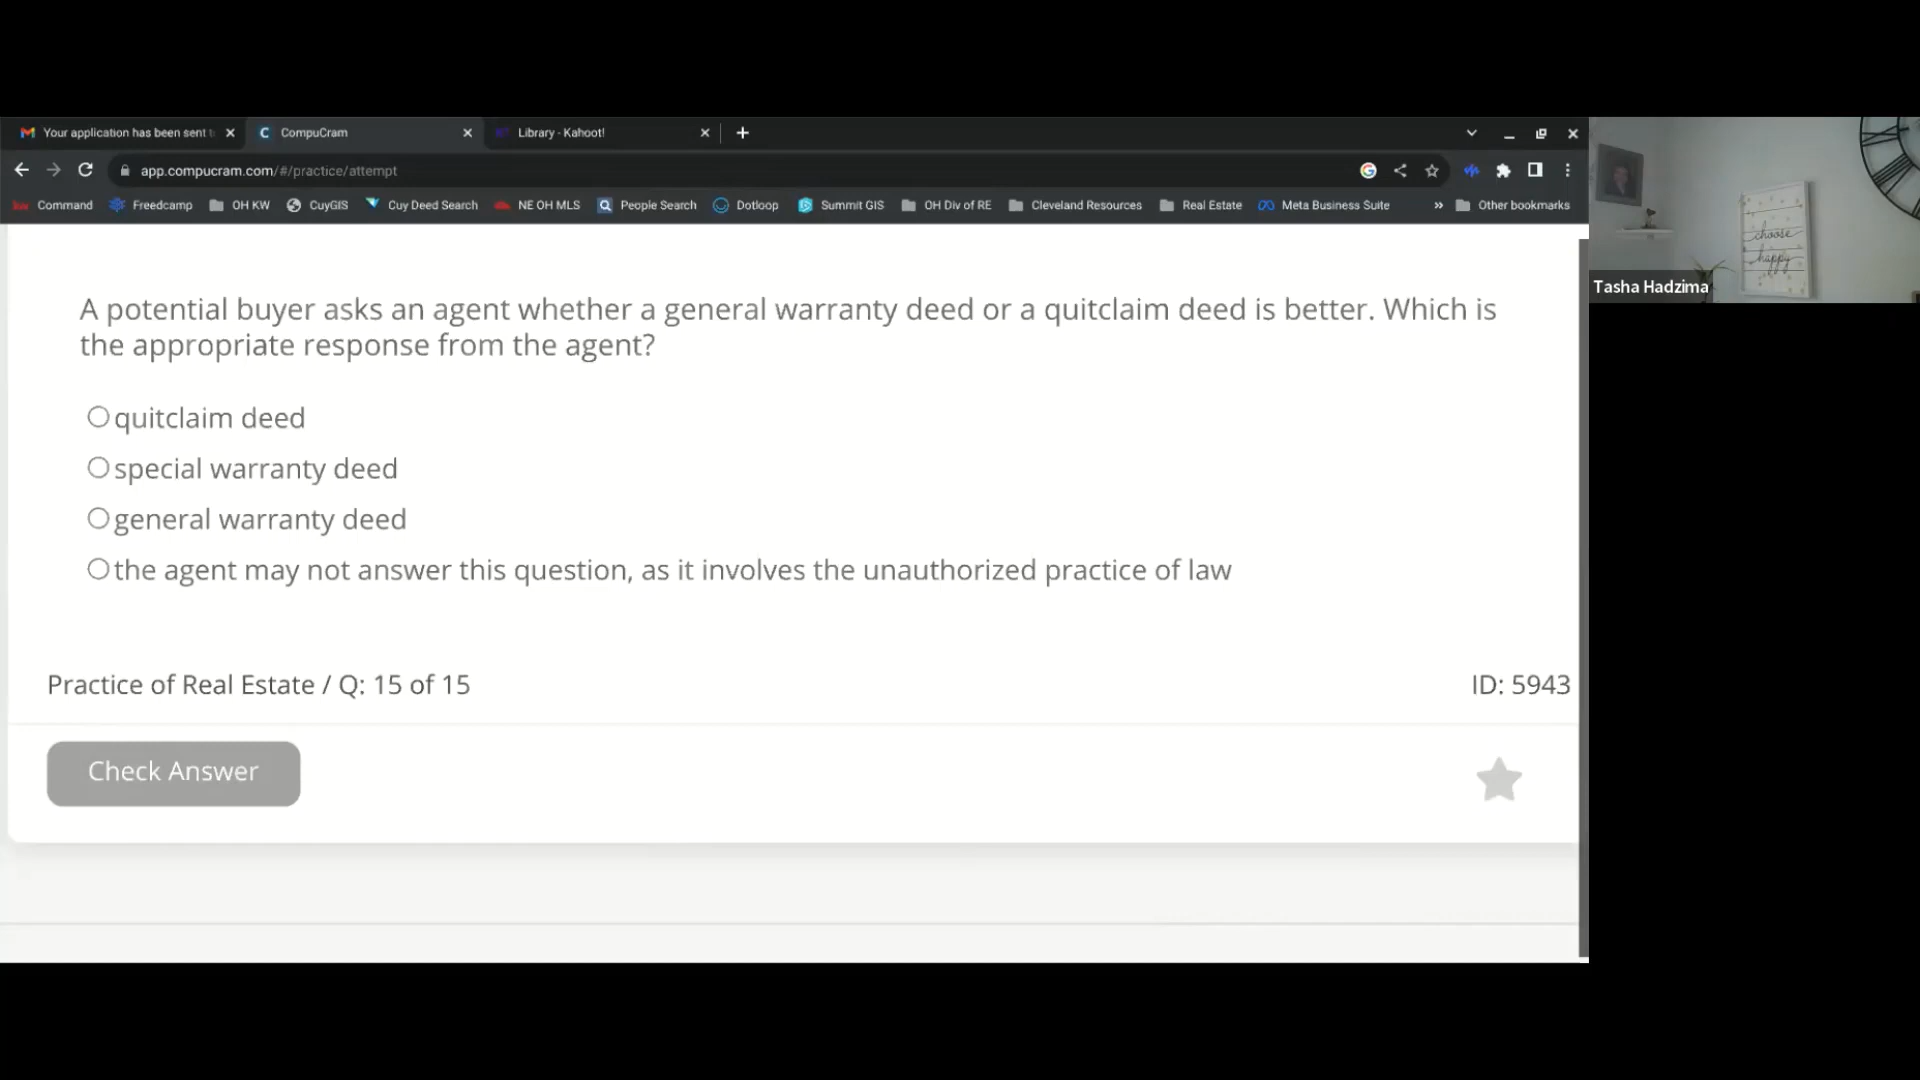 Your application has been sent t
CompuCram
Library - Kahoot!
app.compucram.com/#/practice/attempt
Command
Freedcamp
OH KW
CuyGIS
Cuy Deed Search
NE OH MLS
People Search
Dotloop
Summit GIS
OH Div of RE
Cleveland Resources
Real Estate
Meta Business Suite
»
Other bookmarks
choose
happy
Tasha Hadzima
A potential buyer asks an agent whether a general warranty deed or a quitclaim deed is better. Which is
the appropriate response from the agent?
quitclaim deed
special warranty deed
general warranty deed
the agent may not answer this question, as it involves the unauthorized practice of law
Practice of Real Estate / Q: 15 of 15
ID: 5943
Check Answer